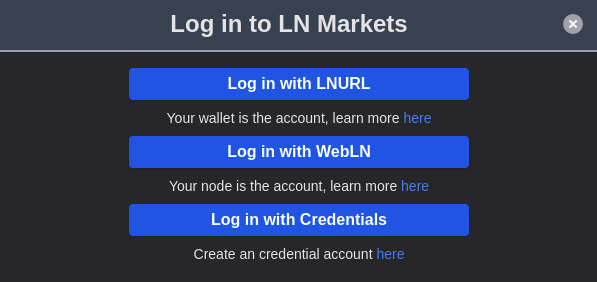 Log in to LN Markets
Log in with LNURL
Your wallet is the account, learn more here
Log in with WebLN
Your node is the account, learn more here
Log in with Credentials
Create an credential account here